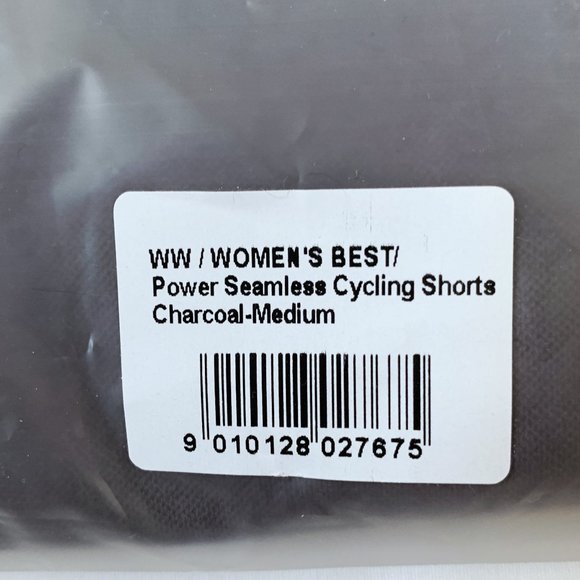 WW / WOMEN'S BEST/
Power Seamless Cycling Shorts
Charcoal-Medium
9 010128 027675